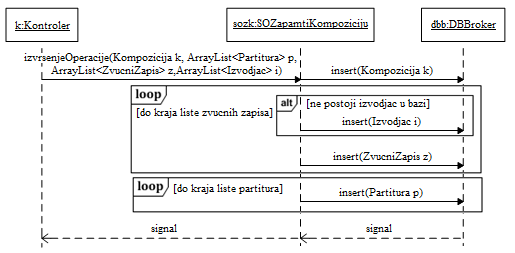 k:Kontroler
sozk:SOZapamtiKompoziciju
dbb:DBBroker
izvrsenjeOperacije(Kompozicija k, ArrayList<Partitura> p,
ArrayList<ZvucniZapis> z,ArrayList<Izvodjac> i)
insert(Kompozicija k)
loop
[do kraja liste zvucnih zapisa]
alt
[ne postoji izvodjac u bazi]
insert(Izvodjac i)
insert(ZvucniZapis z)
loop
[do kraja liste partitura]
insert(Partitura p)
signal
signal